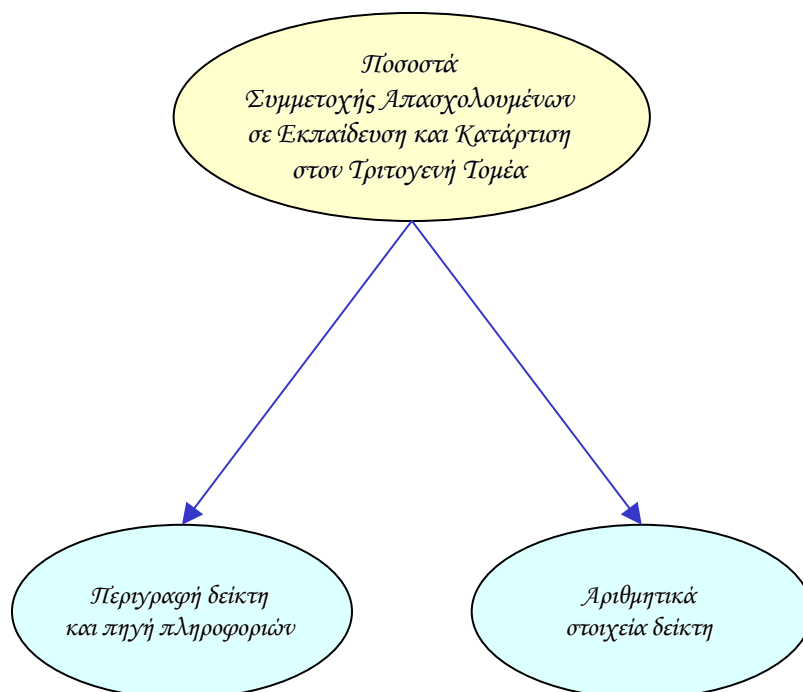 Ποσοστά
Συμμετοχής Απασχολουμένων
σε Εκπαίδευση και Κατάρτιση
στον Τριτογενή Τομέα
Περιγραφή δείκτη
και πηγή πληροφοριών
Αριθμητικά
στοιχεία δείκτη